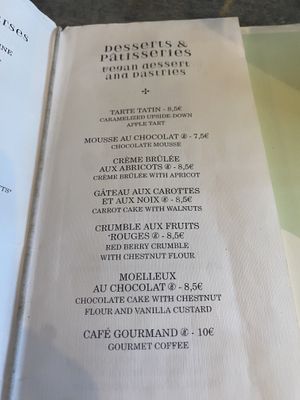 erses
Desserts &
Pâtisseries
vegan dessert
and pastries
TARTE TATIN - 8,5€
CARAMELIZED UPSIDE-DOWN
APPLE TART
MOUSSE AU CHOCOLAT - 7,5€
CHOCOLATE MOUSSE
CRÈME BRÛLÉE
AUX ABRICOTS - 8,5€
CRÈME BRÛLÉE WITH APRICOT
GÂTEAU AUX CAROTTES
ET AUX NOIX - 8,5€
CARROT CAKE WITH WALNUTS
CRUMBLE AUX FRUITS
ROUGES - 8,5€
RED BERRY CRUMBLE
WITH CHESTNUT FLOUR
MOELLEUX
AU CHOCOLAT - 8,5€
CHOCOLATE CAKE WITH CHESTNUT
FLOUR AND VANILLA CUSTARD
CAFÉ GOURMAND - 10€
GOURMET COFFEE